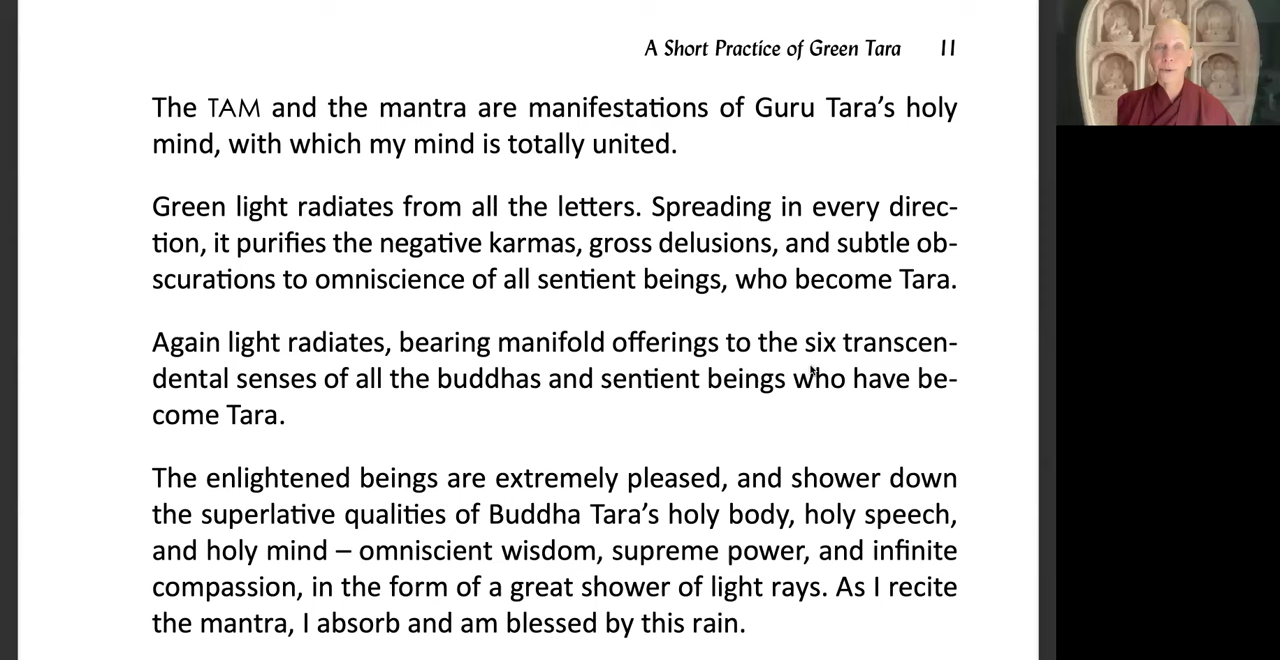 A Short Practice of Green Tara 11
The TAM and the mantra are manifestations of Guru Tara’s holy
mind, with which my mind is totally united.
Green light radiates from all the letters. Spreading in every direc-
tion, it purifies the negative karmas, gross delusions, and subtle ob-
scurations to omniscience of all sentient beings, who become Tara.
Again light radiates, bearing manifold offerings to the six transcen-
dental senses of all the buddhas and sentient beings who have be-
come Tara.
The enlightened beings are extremely pleased, and shower down
the superlative qualities of Buddha Tara’s holy body, holy speech,
and holy mind – omniscient wisdom, supreme power, and infinite
compassion, in the form of a great shower of light rays. As I recite
the mantra, I absorb and am blessed by this rain.